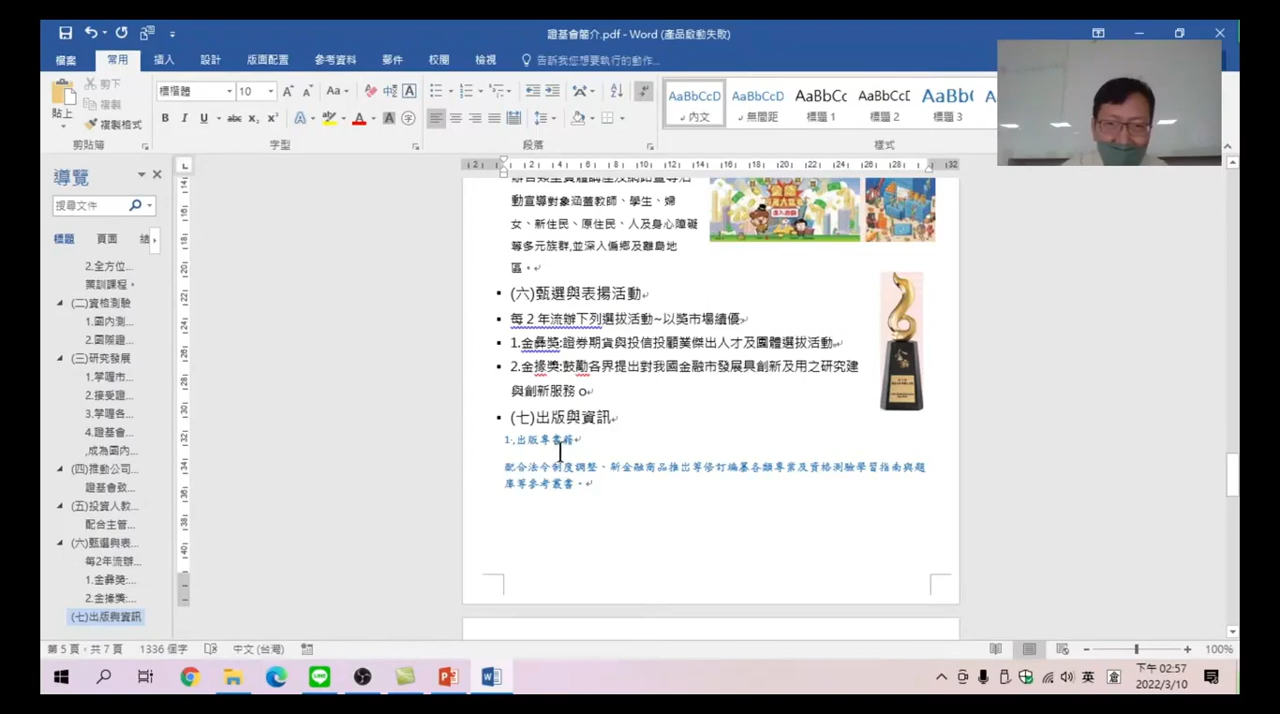 證基會簡介.pdf - Word (產品啟動失敗)
檔案 常用 插入 設計 版面配置 參考資料 郵件 校閱 檢視 告訴我您想要執行的動作...
貼上
剪下
複製
複製格式
剪貼簿
標楷體 10
字型
段落
AaBbCcD AaBbCcD AaBbCc AaBbCcD AaBb(
內文 無間距 標題 1 標題 2 標題 3
樣式
導覽
搜尋文件
標題 頁面 結
2.全方位...
業訓課程。
(二)資格測驗
1.國內測...
2.國際證...
(三)研究發展
1.掌握市...
2.接受證...
3.掌握各...
4.證基會...
,成為國內...
(四)推動公司...
證基會致...
(五)投資人教...
配合主管...
(六)甄選與表...
每2年流辦...
1.金彝獎:...
2.金椽獎:...
(七)出版與資訊
動宣導對象涵蓋教師、學生、婦
女、新住民、原住民、人及身心障礙
等多元族群,並深入偏鄉及離島地
區。
(六)甄選與表揚活動
每 2 年流辦下列選拔活動~以獎市場績優
1.金彝獎:證券期貨與投信投顧業傑出人才及團體選拔活動
2.金椽獎:鼓勵各界提出對我國金融市發展具創新及用之研究建
與創新服務 o
(七)出版與資訊
1.,出版專書籍
配合法令制度調整、新金融商品推出等修訂編纂各類專業及資格測驗學習指南與題
庫等參考叢書。
第 5 頁，共 7 頁 1336 個字 中文 (台灣) 100%
英 倉 下午 02:57
2022/3/10